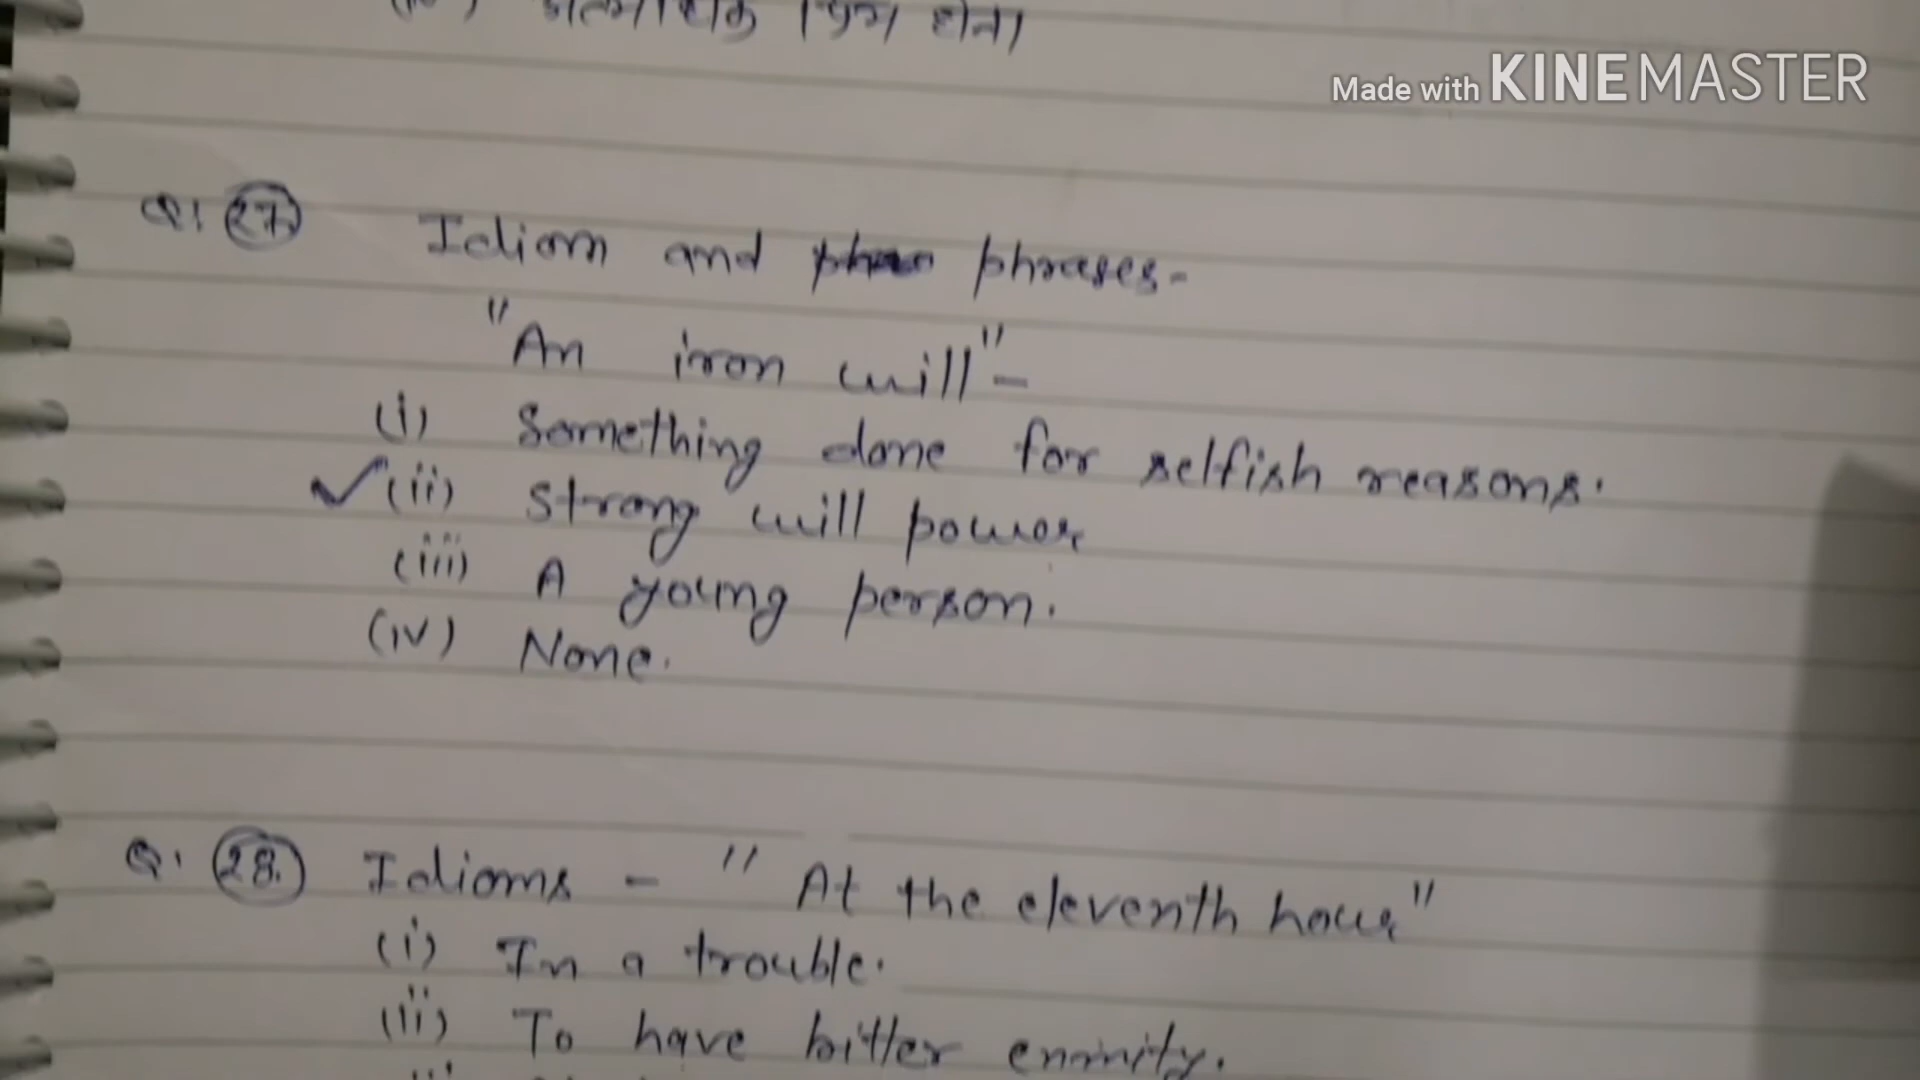 होना
Made with KINEMASTER
Q. 27. Idiom and phrases-
"An iron will"-
(i) Something done for selfish reasons.
✓(ii) Strong will power
(iii) A young person.
(iv) None.
Q. 28. Idioms - "At the eleventh hour"
(i) In a trouble.
(ii) To have bitter enmity.